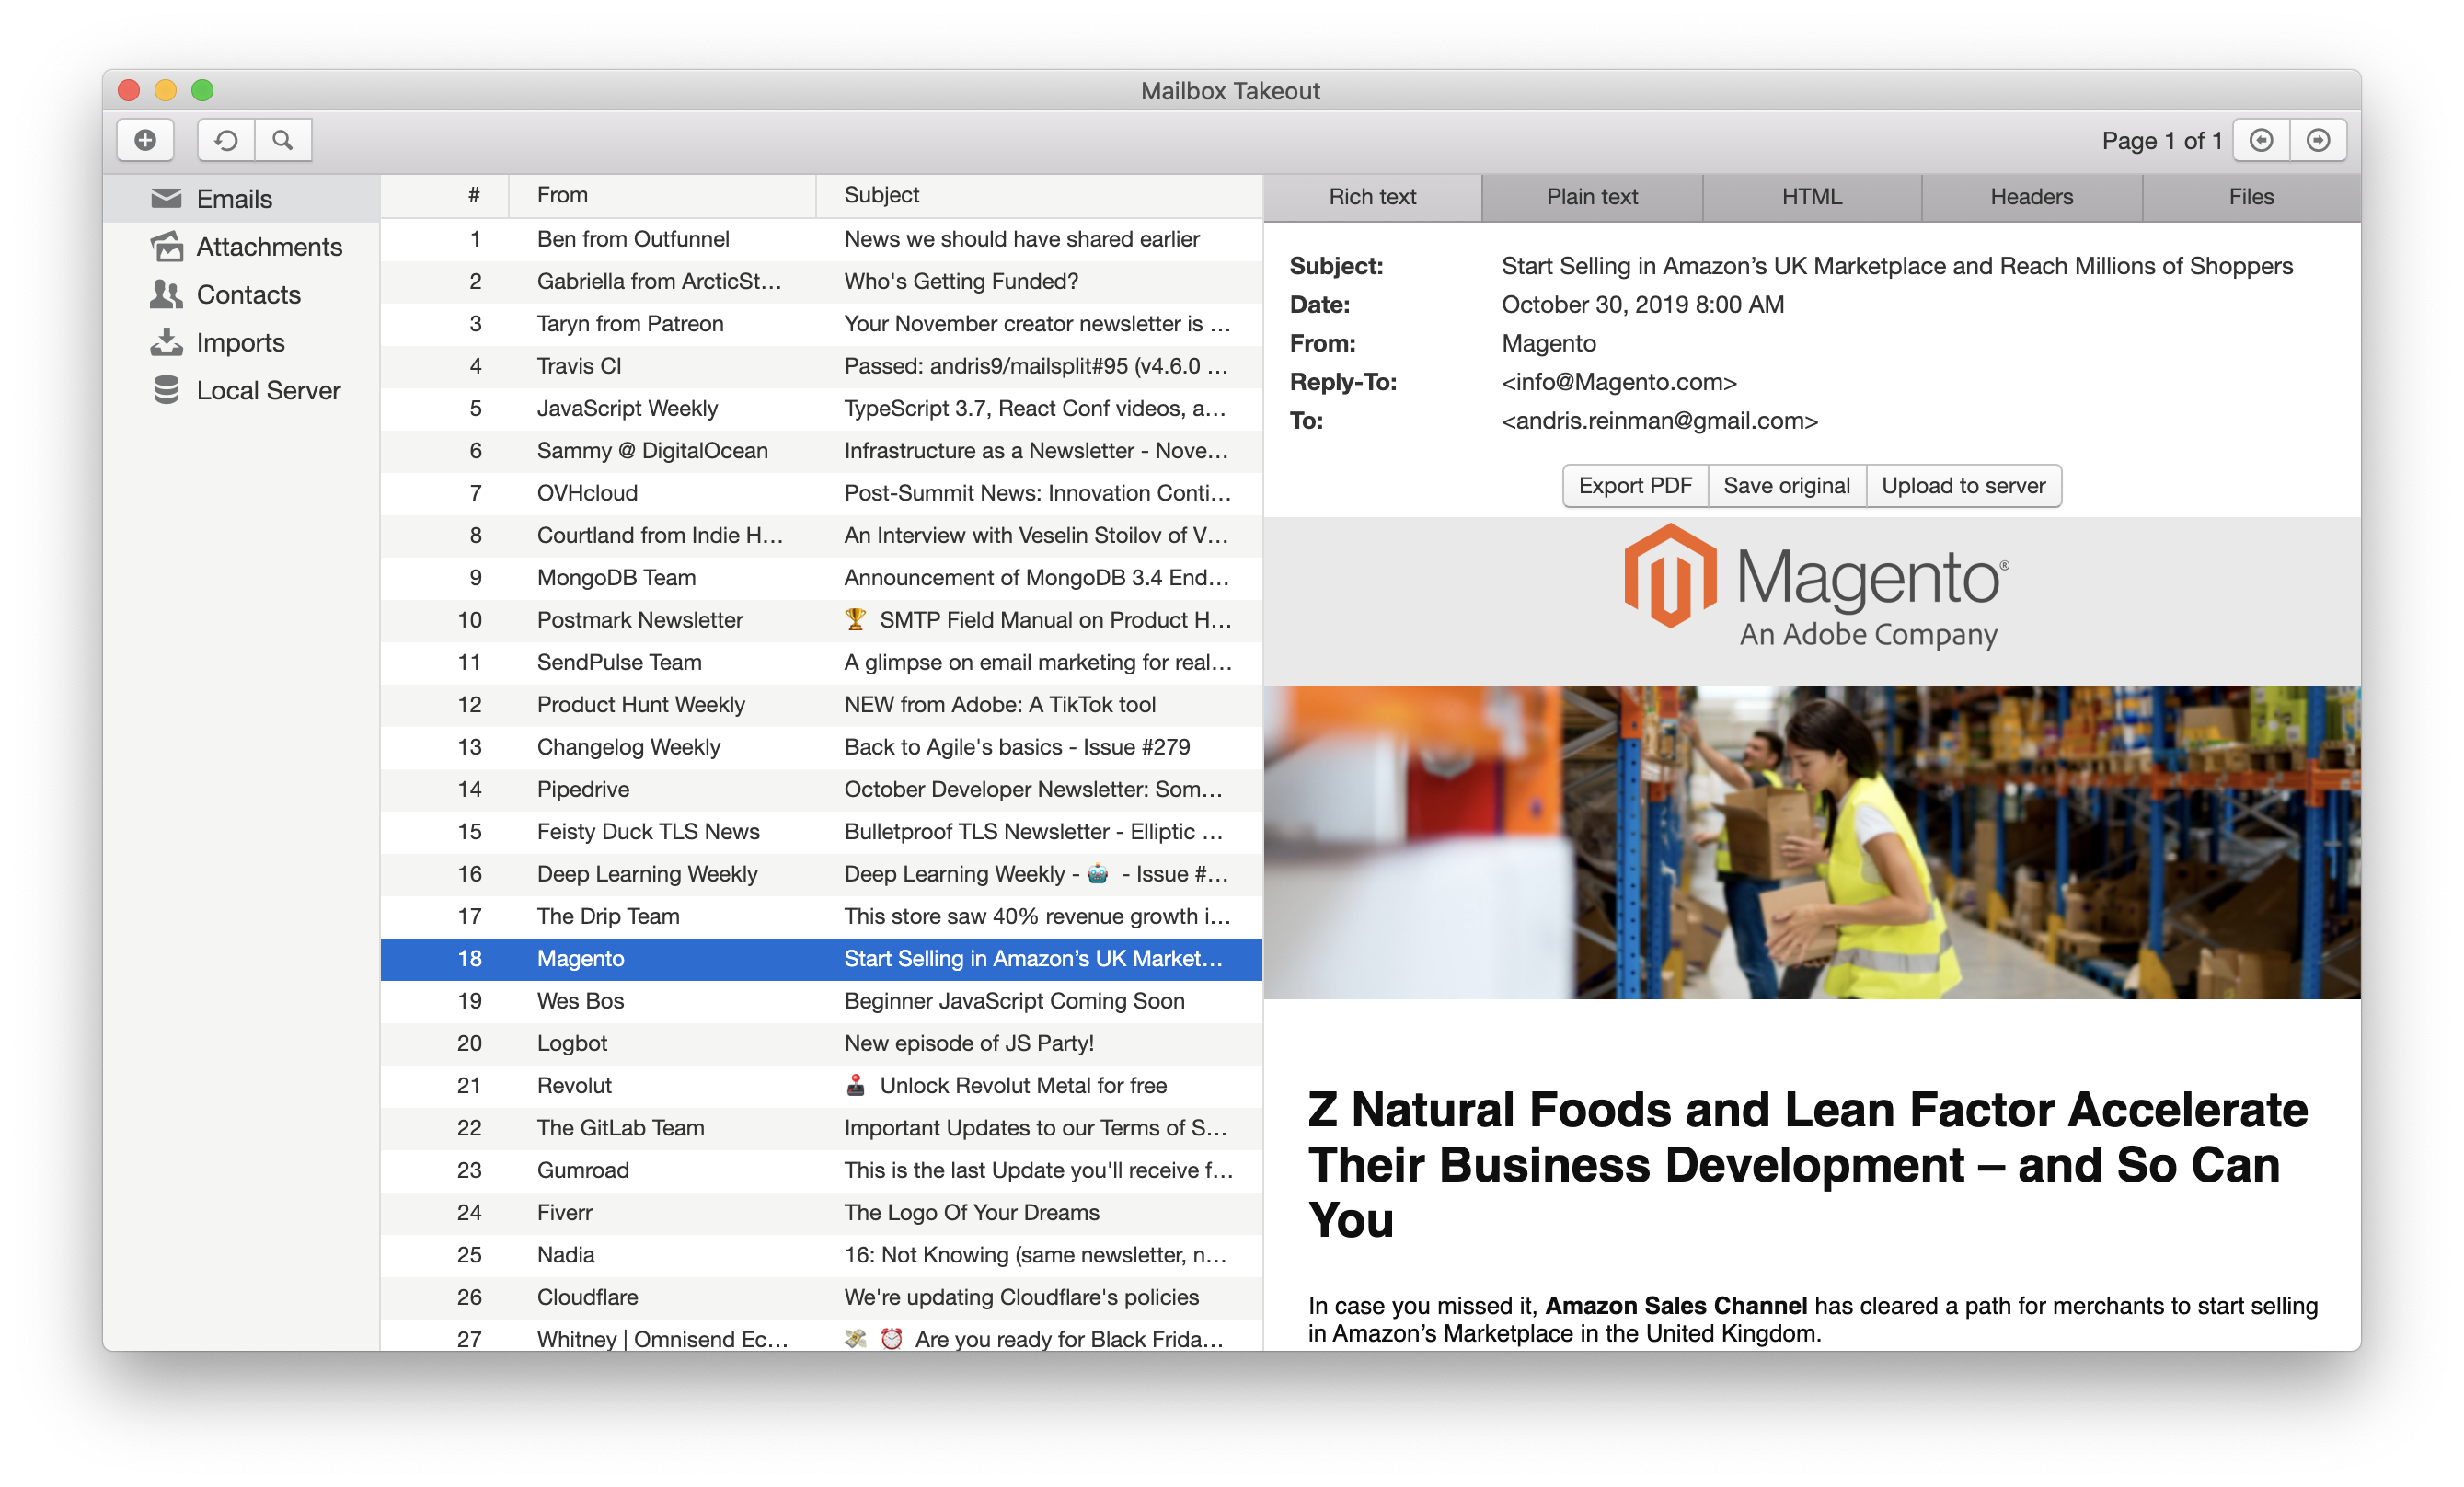 Mailbox Takeout
Page 1 of 1
Emails
Attachments
Contacts
Imports
Local Server
# From Subject
1 Ben from Outfunnel News we should have shared earlier
2 Gabriella from ArcticSt… Who's Getting Funded?
3 Taryn from Patreon Your November creator newsletter is …
4 Travis CI Passed: andris9/mailsplit#95 (v4.6.0 …
5 JavaScript Weekly TypeScript 3.7, React Conf videos, a…
6 Sammy @ DigitalOcean Infrastructure as a Newsletter - Nove…
7 OVHcloud Post-Summit News: Innovation Conti…
8 Courtland from Indie H… An Interview with Veselin Stoilov of V…
9 MongoDB Team Announcement of MongoDB 3.4 End…
10 Postmark Newsletter 🏆 SMTP Field Manual on Product H…
11 SendPulse Team A glimpse on email marketing for real…
12 Product Hunt Weekly NEW from Adobe: A TikTok tool
13 Changelog Weekly Back to Agile's basics - Issue #279
14 Pipedrive October Developer Newsletter: Som…
15 Feisty Duck TLS News Bulletproof TLS Newsletter - Elliptic …
16 Deep Learning Weekly Deep Learning Weekly - 🤖 - Issue #…
17 The Drip Team This store saw 40% revenue growth i…
18 Magento Start Selling in Amazon’s UK Market…
19 Wes Bos Beginner JavaScript Coming Soon
20 Logbot New episode of JS Party!
21 Revolut 🕹 Unlock Revolut Metal for free
22 The GitLab Team Important Updates to our Terms of S…
23 Gumroad This is the last Update you'll receive f…
24 Fiverr The Logo Of Your Dreams
25 Nadia 16: Not Knowing (same newsletter, n…
26 Cloudflare We're updating Cloudflare's policies
27 Whitney | Omnisend Ec… 💸 ⏰ Are you ready for Black Frida…
Rich text Plain text HTML Headers Files
Subject: Start Selling in Amazon’s UK Marketplace and Reach Millions of Shoppers
Date: October 30, 2019 8:00 AM
From: Magento
Reply-To: <info@Magento.com>
To: <andris.reinman@gmail.com>
Export PDF Save original Upload to server
Magento®
An Adobe Company
Z Natural Foods and Lean Factor Accelerate
Their Business Development – and So Can
You
In case you missed it, Amazon Sales Channel has cleared a path for merchants to start selling
in Amazon’s Marketplace in the United Kingdom.